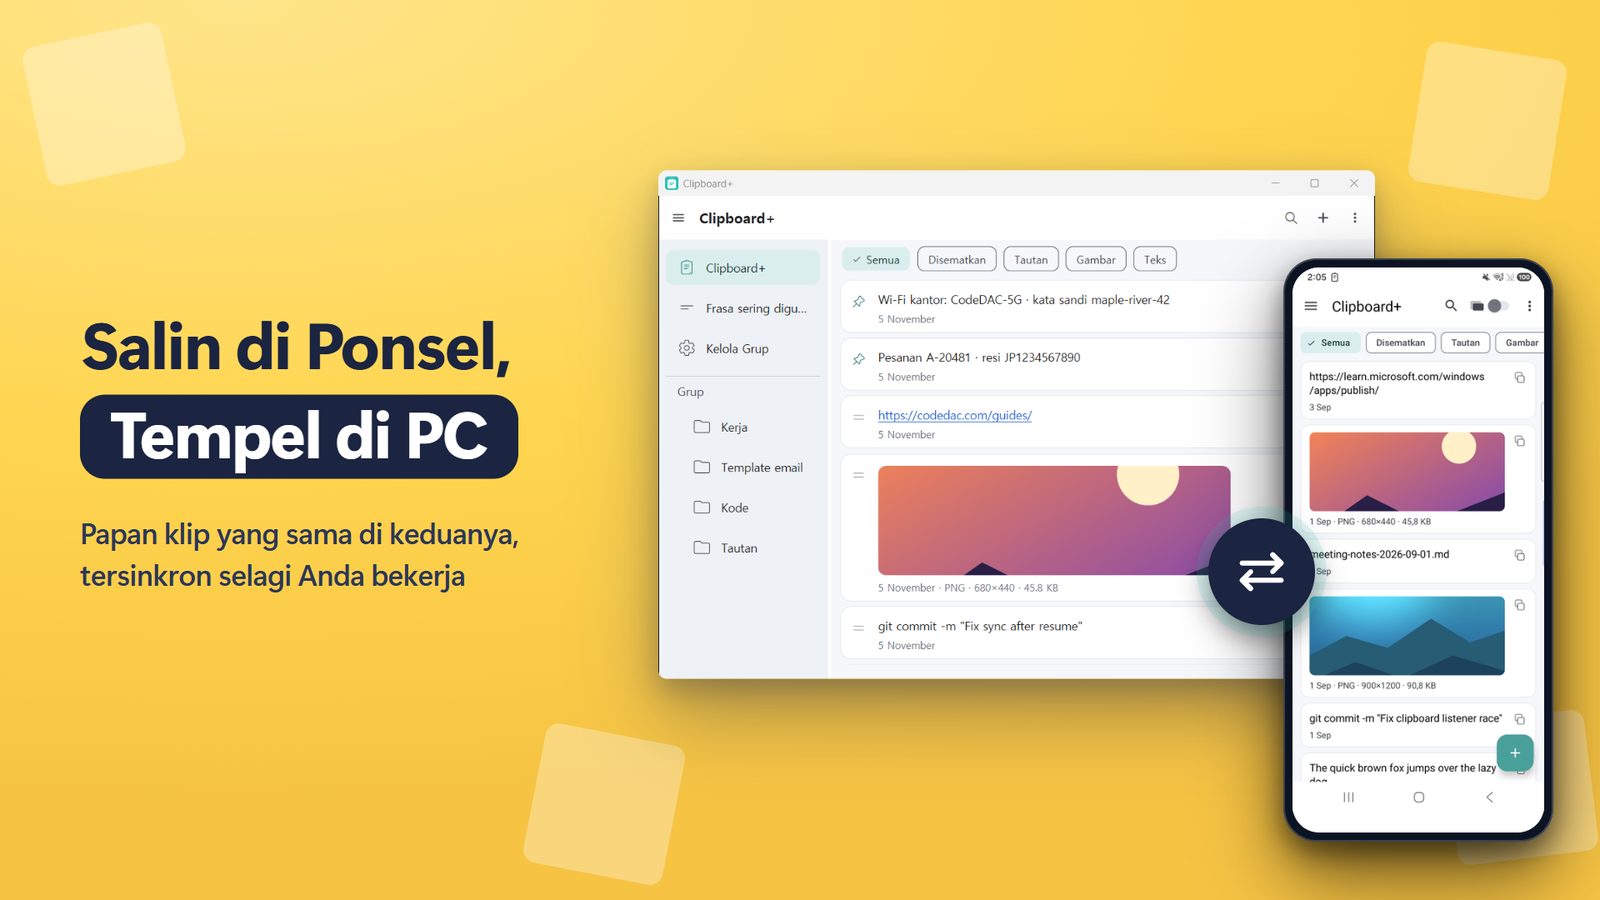 Salin di Ponsel,
Tempel di PC
Papan klip yang sama di keduanya,
tersinkron selagi Anda bekerja
Clipboard+
Clipboard+
Clipboard+
Frasa sering digu...
Kelola Grup
Grup
Kerja
Template email
Kode
Tautan
Semua
Disematkan
Tautan
Gambar
Teks
Wi-Fi kantor: CodeDAC-5G · kata sandi maple-river-42
5 November
Pesanan A-20481 · resi JP1234567890
5 November
https://codedac.com/guides/
5 November
5 November · PNG · 680×440 · 45.8 KB
git commit -m "Fix sync after resume"
5 November
2:05
100
Clipboard+
Semua
Disematkan
Tautan
Gambar
https://learn.microsoft.com/windows
/apps/publish/
3 Sep
1 Sep · PNG · 680×440 · 45,8 KB
meeting-notes-2026-09-01.md
Sep
1 Sep · PNG · 900×1200 · 90,8 KB
git commit -m "Fix clipboard listener race"
1 Sep
The quick brown fox jumps over the lazy